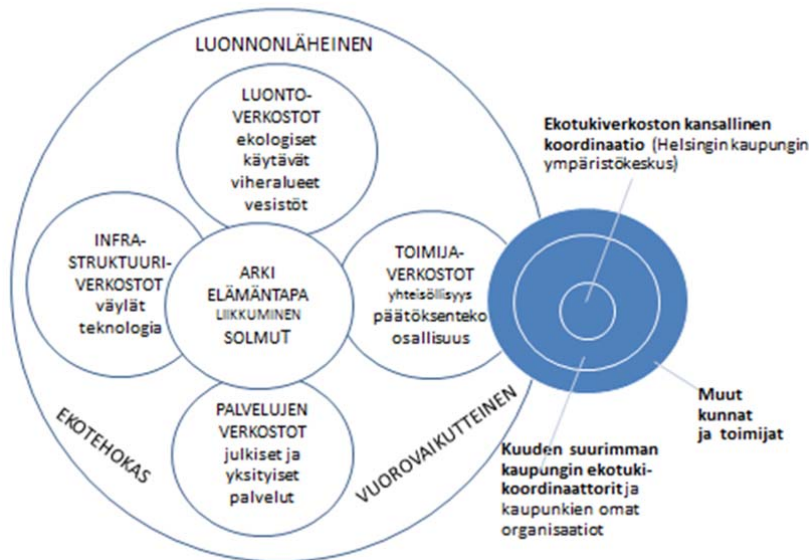 LUONNONLÄHEINEN
LUONTO-
VERKOSTOT
ekologiset
käytävät
viheralueet
vesistöt
INFRA-
STRUKTUURI-
VERKOSTOT
väylät
teknologia
ARKI
ELÄMÄNTAPA
LIIKKUMINEN
SOLMUT
TOIMIJA-
VERKOSTOT
yhteisöllisyys
päätöksenteko
osallisuus
PALVELUJEN
VERKOSTOT
julkiset ja
yksityiset
palvelut
EKOTEHOKAS
VUOROVAIKUTTEINEN
Ekotukiverkoston kansallinen
koordinaatio (Helsingin kaupungin
ympäristökeskus)
Muut
kunnat
ja toimijat
Kuuden suurimman
kaupungin ekotuki-
koordinaattorit ja
kaupunkien omat
organisaatiot